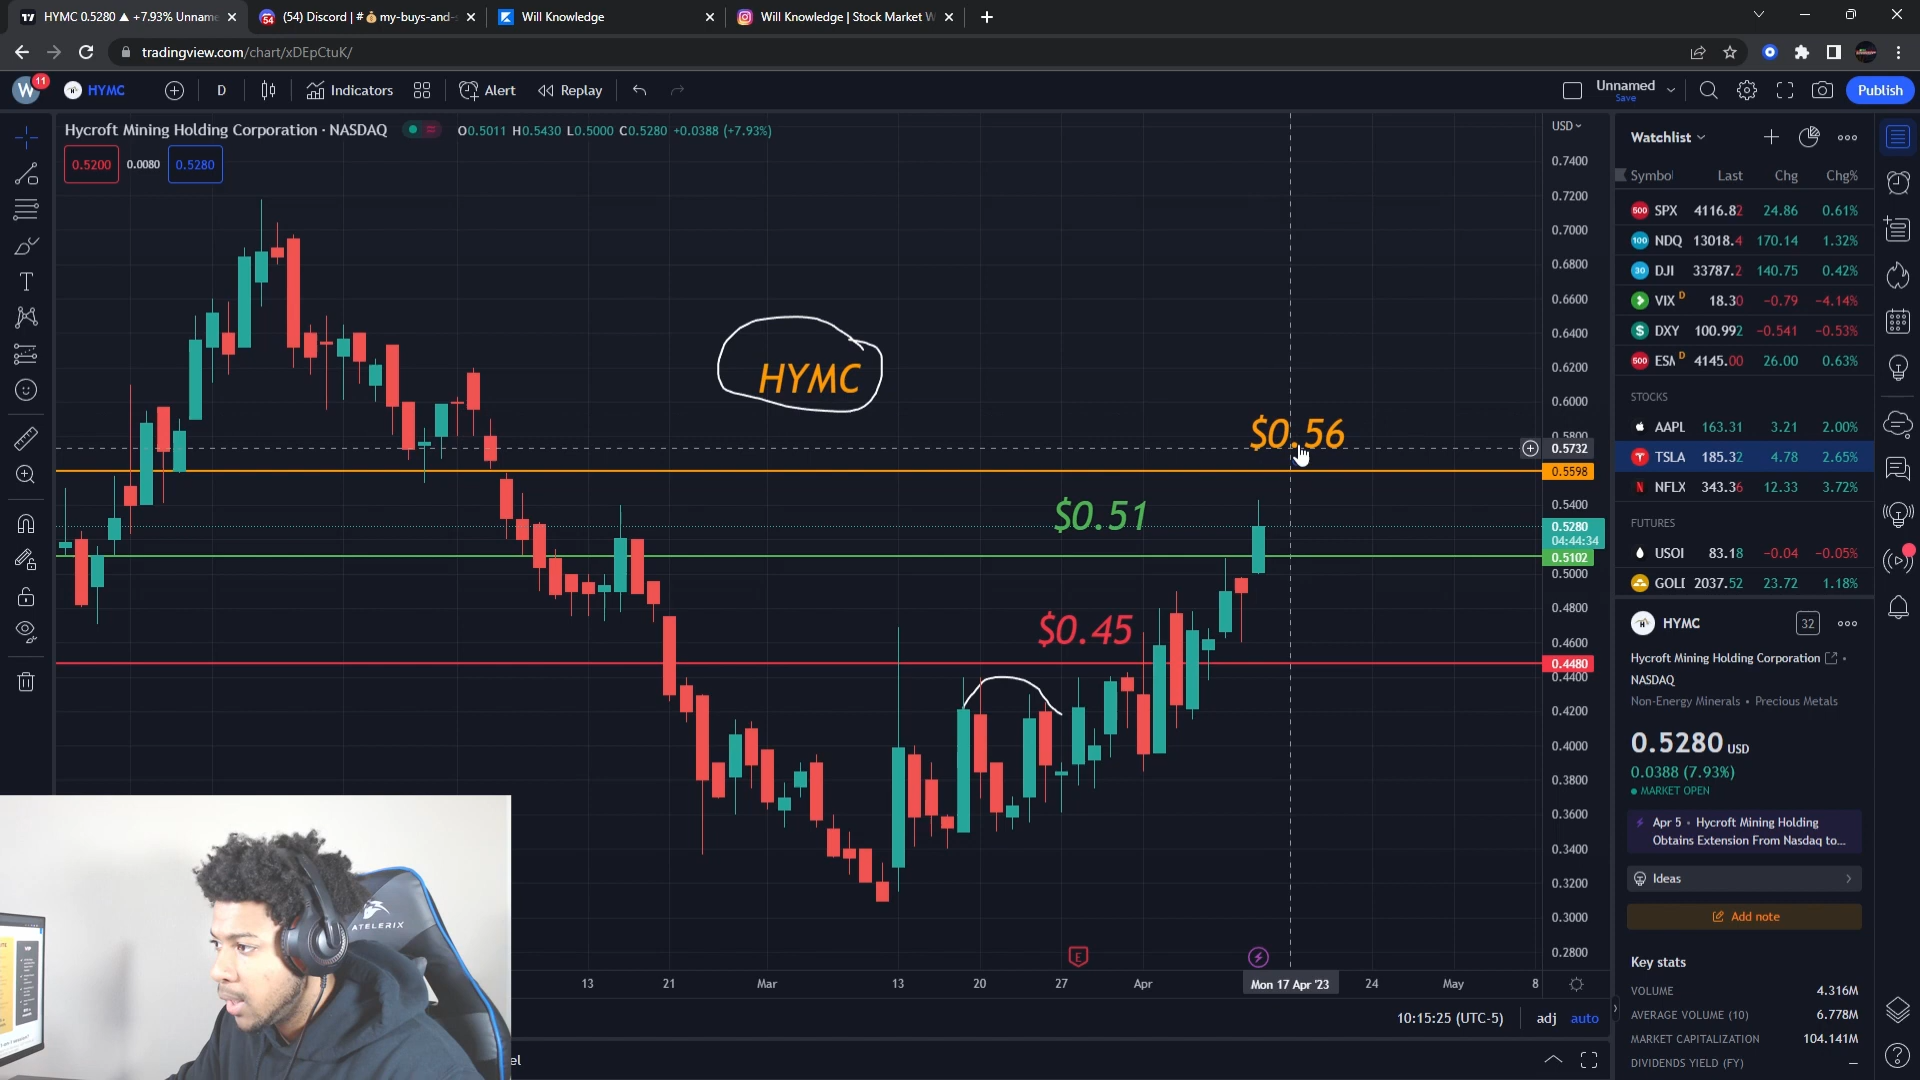 HYMC 0.5280 ▲ +7.93% Unname
(54) Discord | #💰my-buys-and-s
Will Knowledge
Will Knowledge | Stock Market W
tradingview.com/chart/xDEpCtuK/
W 11
HYMC
D
Indicators
Alert
Replay
Unnamed
Save
Publish
Hycroft Mining Holding Corporation · NASDAQ
O0.5011 H0.5430 L0.5000 C0.5280 +0.0388 (+7.93%)
0.5200 0.0080 0.5280
HYMC
$0.56
$0.51
$0.45
USD
0.7400
0.7200
0.7000
0.6800
0.6600
0.6400
0.6200
0.6000
0.5800
0.5732
0.5598
0.5400
0.5280
04:44:34
0.5102
0.5000
0.4800
0.4600
0.4480
0.4400
0.4200
0.4000
0.3800
0.3600
0.3400
0.3200
0.3000
0.2800
E
13 21 Mar 13 20 27 Apr Mon 17 Apr '23 24 May 8
10:15:25 (UTC-5) adj auto
el
ATELERIX
Watchlist
Symbol Last Chg Chg%
500 SPX 4116.82 24.86 0.61%
100 NDQ 13018.4 170.14 1.32%
30 DJI 33787.2 140.75 0.42%
VIX D 18.30 −0.79 −4.14%
$ DXY 100.992 −0.541 −0.53%
500 ESM D 4145.00 26.00 0.63%
STOCKS
AAPL 163.31 3.21 2.00%
TSLA 185.32 4.78 2.65%
NFLX 343.36 12.33 3.72%
FUTURES
USOI 83.18 −0.04 −0.05%
GOLD 2037.52 23.72 1.18%
HYMC 32
Hycroft Mining Holding Corporation
NASDAQ
Non-Energy Minerals • Precious Metals
0.5280 USD
0.0388 (7.93%)
MARKET OPEN
Apr 5 • Hycroft Mining Holding
Obtains Extension From Nasdaq to...
Ideas
Add note
Key stats
VOLUME 4.316M
AVERAGE VOLUME (10) 6.778M
MARKET CAPITALIZATION 104.141M
DIVIDENDS YIELD (FY) —